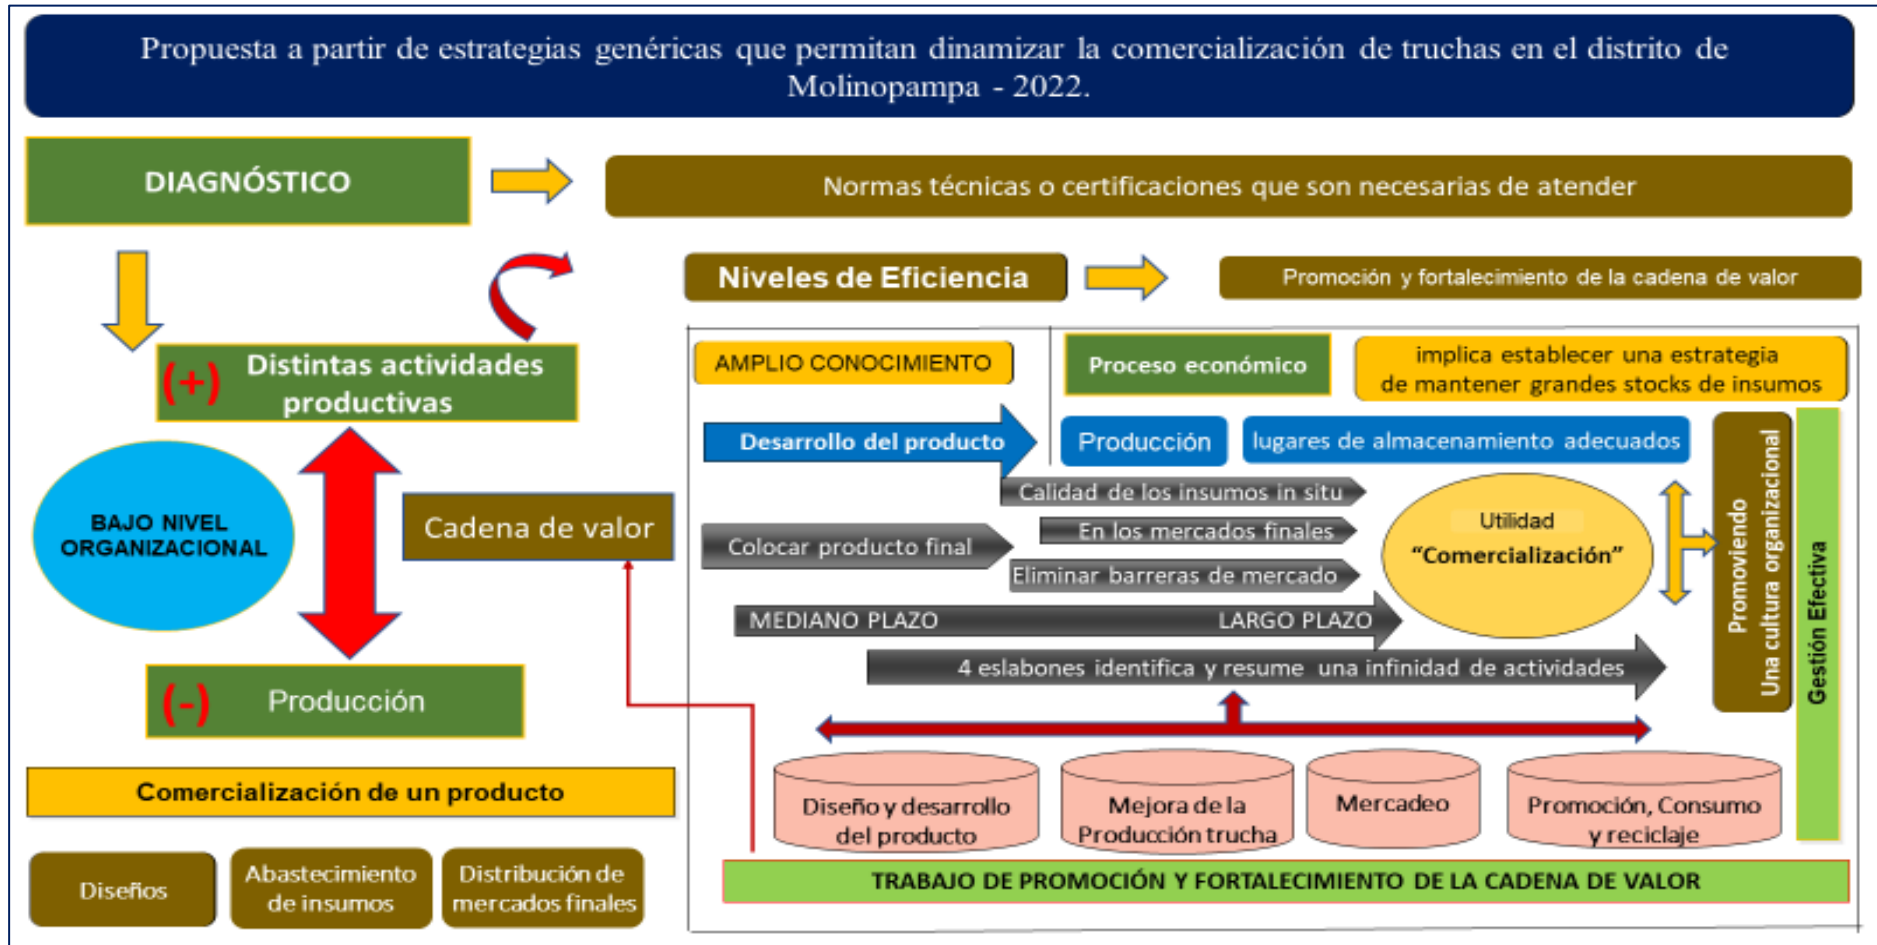 Propuesta a partir de estrategias genéricas que permitan dinamizar la comercialización de truchas en el distrito de
Molinopampa - 2022.
DIAGNÓSTICO
Normas técnicas o certificaciones que son necesarias de atender
Niveles de Eficiencia
Promoción y fortalecimiento de la cadena de valor
(+)
Distintas actividades
productivas
BAJO NIVEL
ORGANIZACIONAL
Cadena de valor
(-)
Producción
Comercialización de un producto
Diseños
Abastecimiento
de insumos
Distribución de
mercados finales
AMPLIO CONOCIMIENTO
Proceso económico
implica establecer una estrategia
de mantener grandes stocks de insumos
Desarrollo del producto
Producción
lugares de almacenamiento adecuados
Calidad de los insumos in situ
Colocar producto final
En los mercados finales
Eliminar barreras de mercado
Utilidad
“Comercialización”
MEDIANO PLAZO
LARGO PLAZO
4 eslabones identifica y resume una infinidad de actividades
Promoviendo
Una cultura organizacional
Gestión Efectiva
Diseño y desarrollo
del producto
Mejora de la
Producción trucha
Mercadeo
Promoción, Consumo
y reciclaje
TRABAJO DE PROMOCIÓN Y FORTALECIMIENTO DE LA CADENA DE VALOR